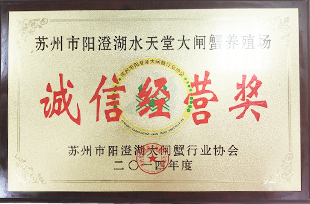 苏州市阳澄湖水天堂大闸蟹养殖场
诚信经营奖
苏州市阳澄湖大闸蟹行业协会
二〇一四年度